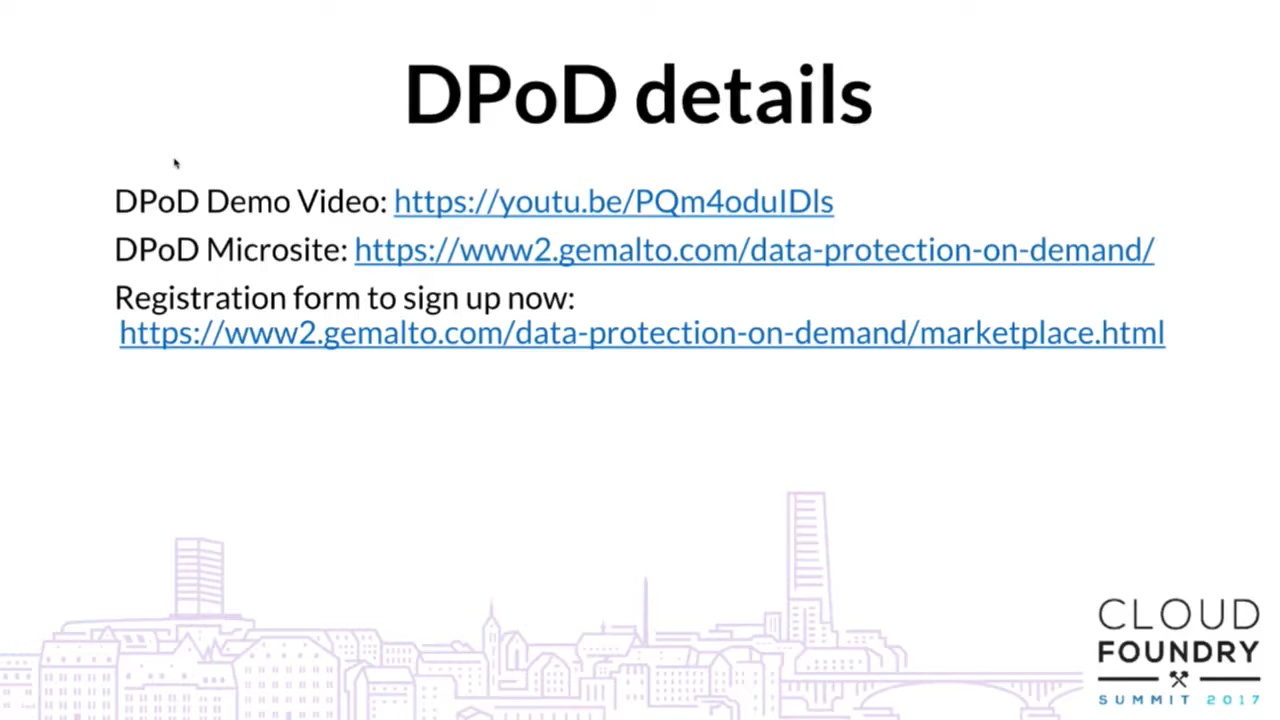 DPoD details
DPoD Demo Video: https://youtu.be/PQm4oduIDls
DPoD Microsite: https://www2.gemalto.com/data-protection-on-demand/
Registration form to sign up now:
https://www2.gemalto.com/data-protection-on-demand/marketplace.html
CLOUD
FOUNDRY
SUMMIT 2017